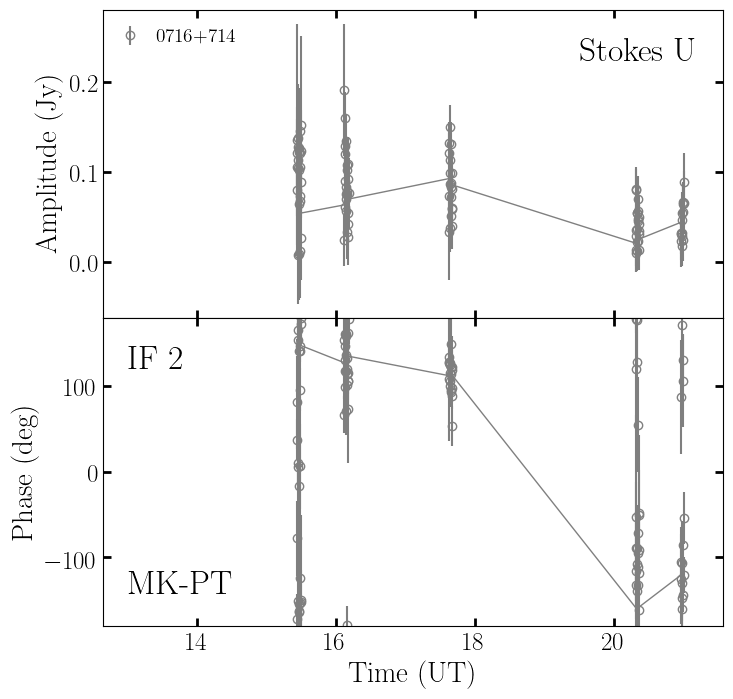 0716+714
Stokes U
Amplitude (Jy)
0.2
0.1
0.0
IF 2
MK-PT
Phase (deg)
100
0
−100
14
16
18
20
Time (UT)